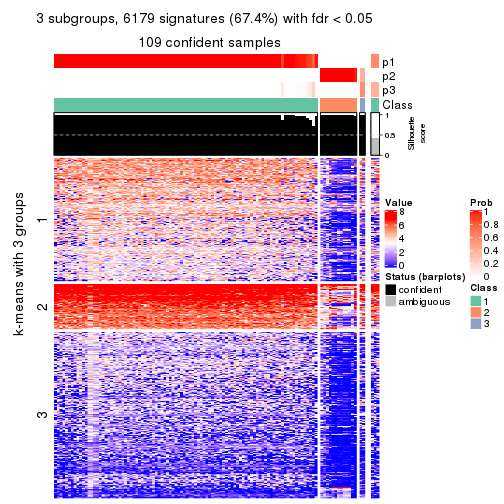 3 subgroups, 6179 signatures (67.4%) with fdr < 0.05
109 confident samples
p1
p2
p3
Class
1
0.5
0
Silhouette
score
k-means with 3 groups
1
2
3
Value
8
6
4
2
0
Status (barplots)
confident
ambiguous
Prob
1
0.8
0.6
0.4
0.2
0
Class
1
2
3